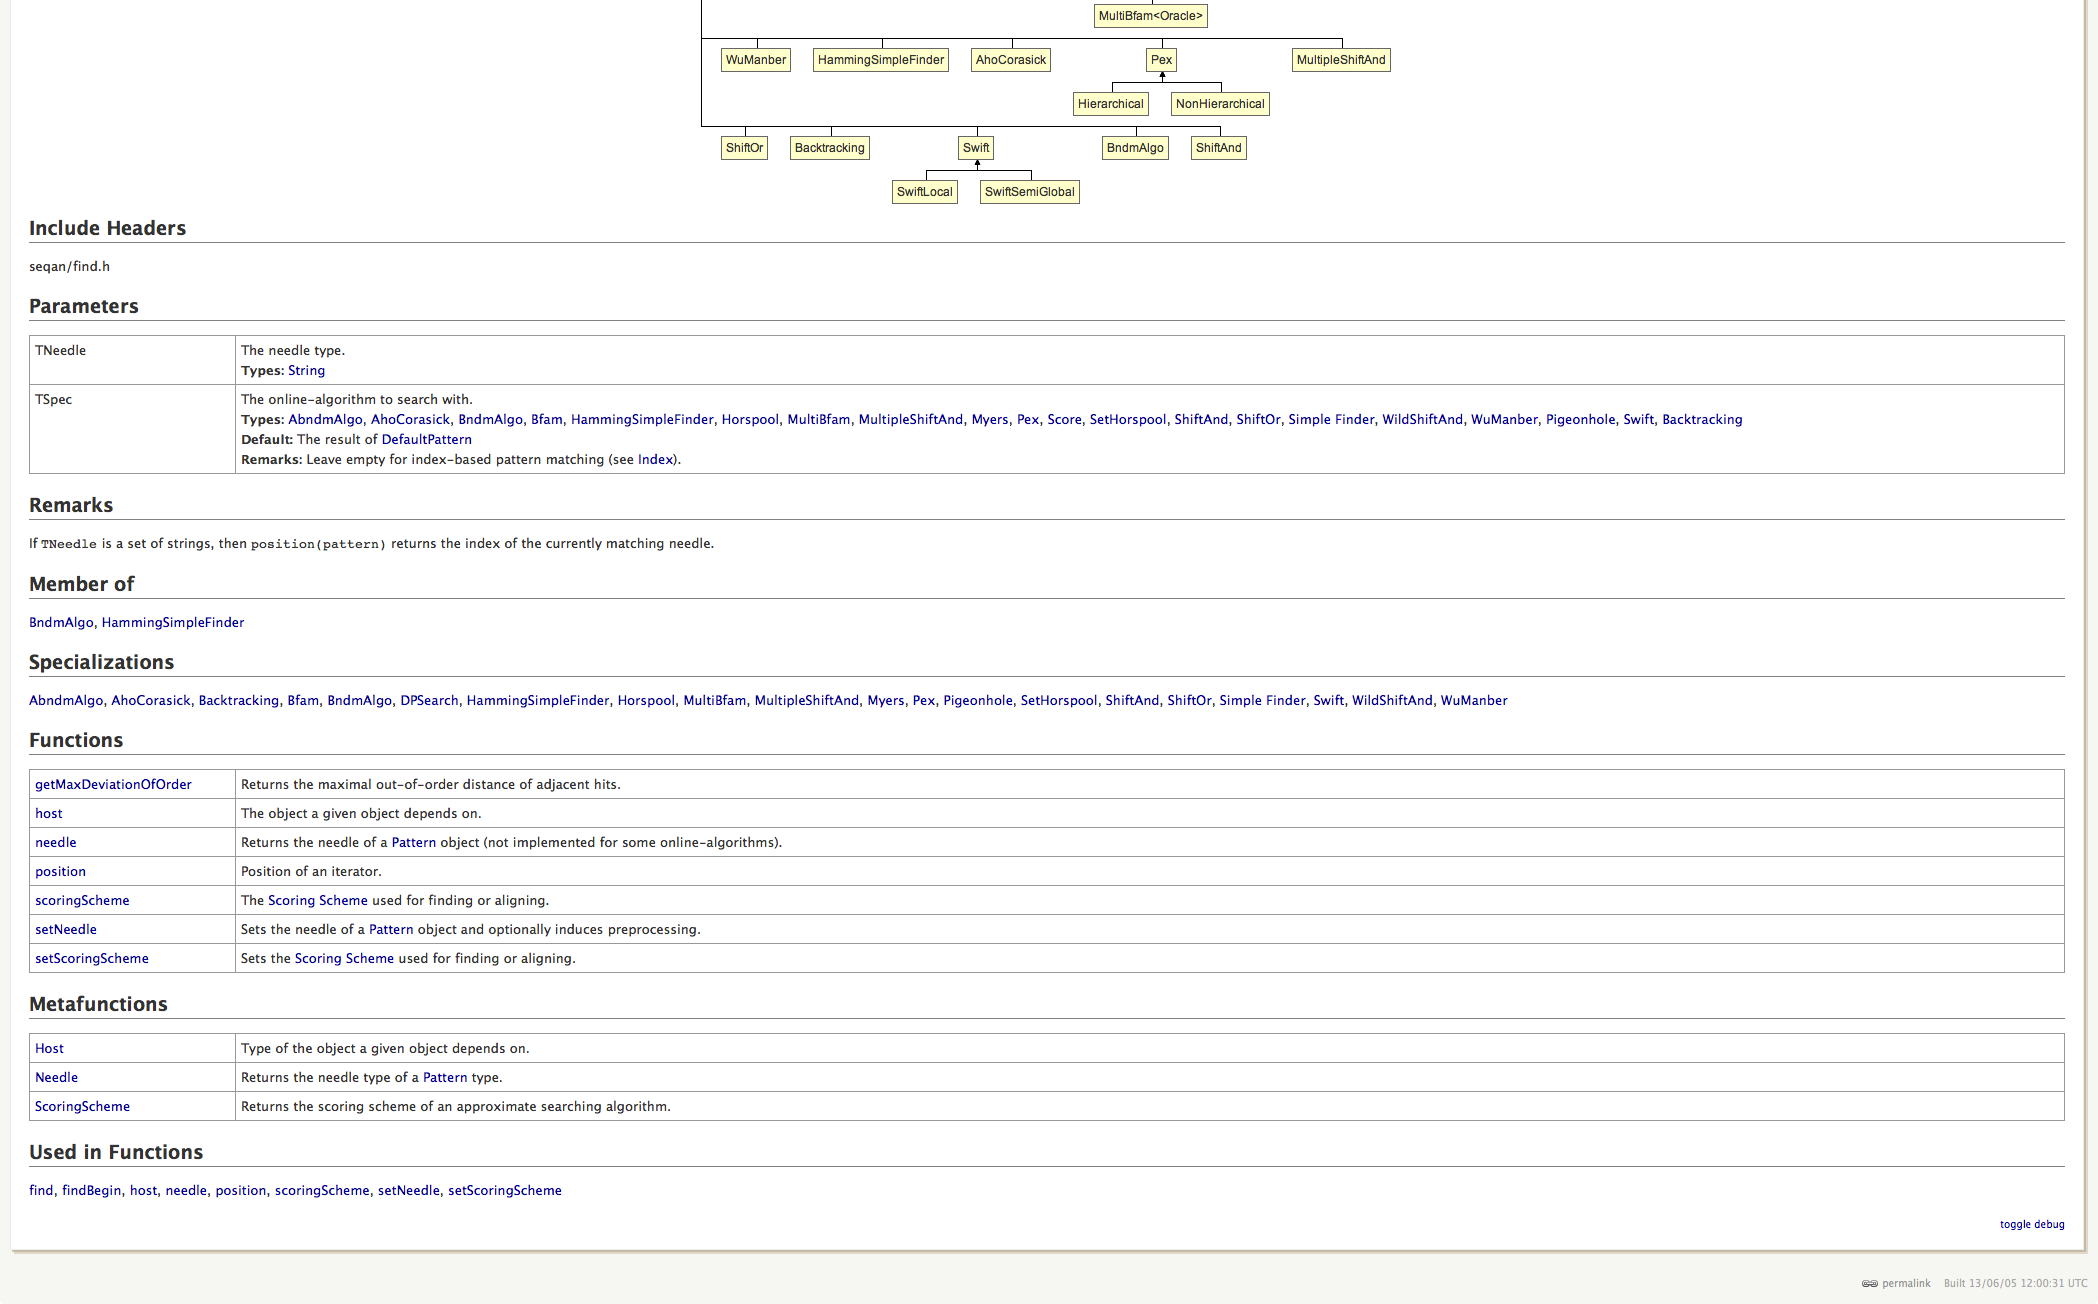 MultiBfam<Oracle>
WuManber HammingSimpleFinder AhoCorasick Pex MultipleShiftAnd
Hierarchical NonHierarchical
ShiftOr Backtracking Swift BndmAlgo ShiftAnd
SwiftLocal SwiftSemiGlobal
Include Headers
seqan/find.h
Parameters
TNeedle The needle type.
Types: String
TSpec The online-algorithm to search with.
Types: AbndmAlgo, AhoCorasick, BndmAlgo, Bfam, HammingSimpleFinder, Horspool, MultiBfam, MultipleShiftAnd, Myers, Pex, Score, SetHorspool, ShiftAnd, ShiftOr, Simple Finder, WildShiftAnd, WuManber, Pigeonhole, Swift, Backtracking
Default: The result of DefaultPattern
Remarks: Leave empty for index-based pattern matching (see Index).
Remarks
If TNeedle is a set of strings, then position(pattern) returns the index of the currently matching needle.
Member of
BndmAlgo, HammingSimpleFinder
Specializations
AbndmAlgo, AhoCorasick, Backtracking, Bfam, BndmAlgo, DPSearch, HammingSimpleFinder, Horspool, MultiBfam, MultipleShiftAnd, Myers, Pex, Pigeonhole, SetHorspool, ShiftAnd, ShiftOr, Simple Finder, Swift, WildShiftAnd, WuManber
Functions
getMaxDeviationOfOrder Returns the maximal out-of-order distance of adjacent hits.
host The object a given object depends on.
needle Returns the needle of a Pattern object (not implemented for some online-algorithms).
position Position of an iterator.
scoringScheme The Scoring Scheme used for finding or aligning.
setNeedle Sets the needle of a Pattern object and optionally induces preprocessing.
setScoringScheme Sets the Scoring Scheme used for finding or aligning.
Metafunctions
Host Type of the object a given object depends on.
Needle Returns the needle type of a Pattern type.
ScoringScheme Returns the scoring scheme of an approximate searching algorithm.
Used in Functions
find, findBegin, host, needle, position, scoringScheme, setNeedle, setScoringScheme
toggle debug
permalink Built 13/06/05 12:00:31 UTC